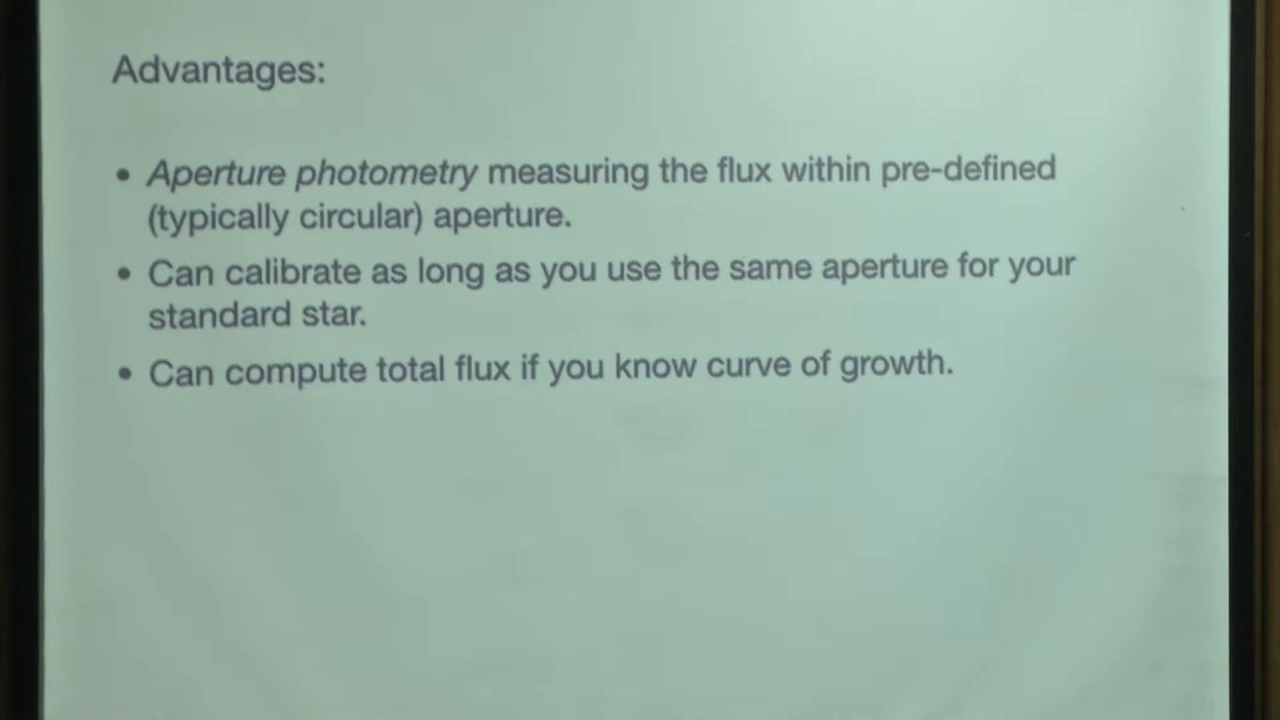 Advantages:
• Aperture photometry measuring the flux within pre-defined
(typically circular) aperture.
• Can calibrate as long as you use the same aperture for your
standard star.
• Can compute total flux if you know curve of growth.